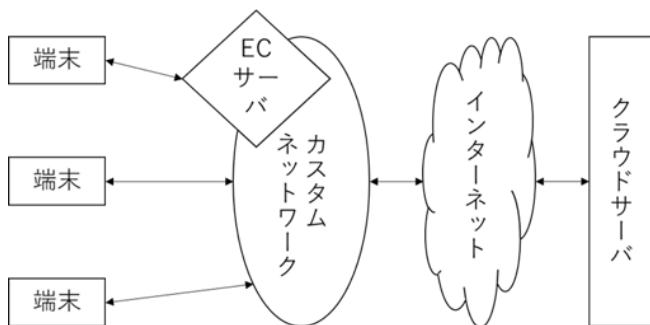 端末
EC
サー
バ
端末
端末
カスタム
ネットワーク
インターネット
クラウドサーバ